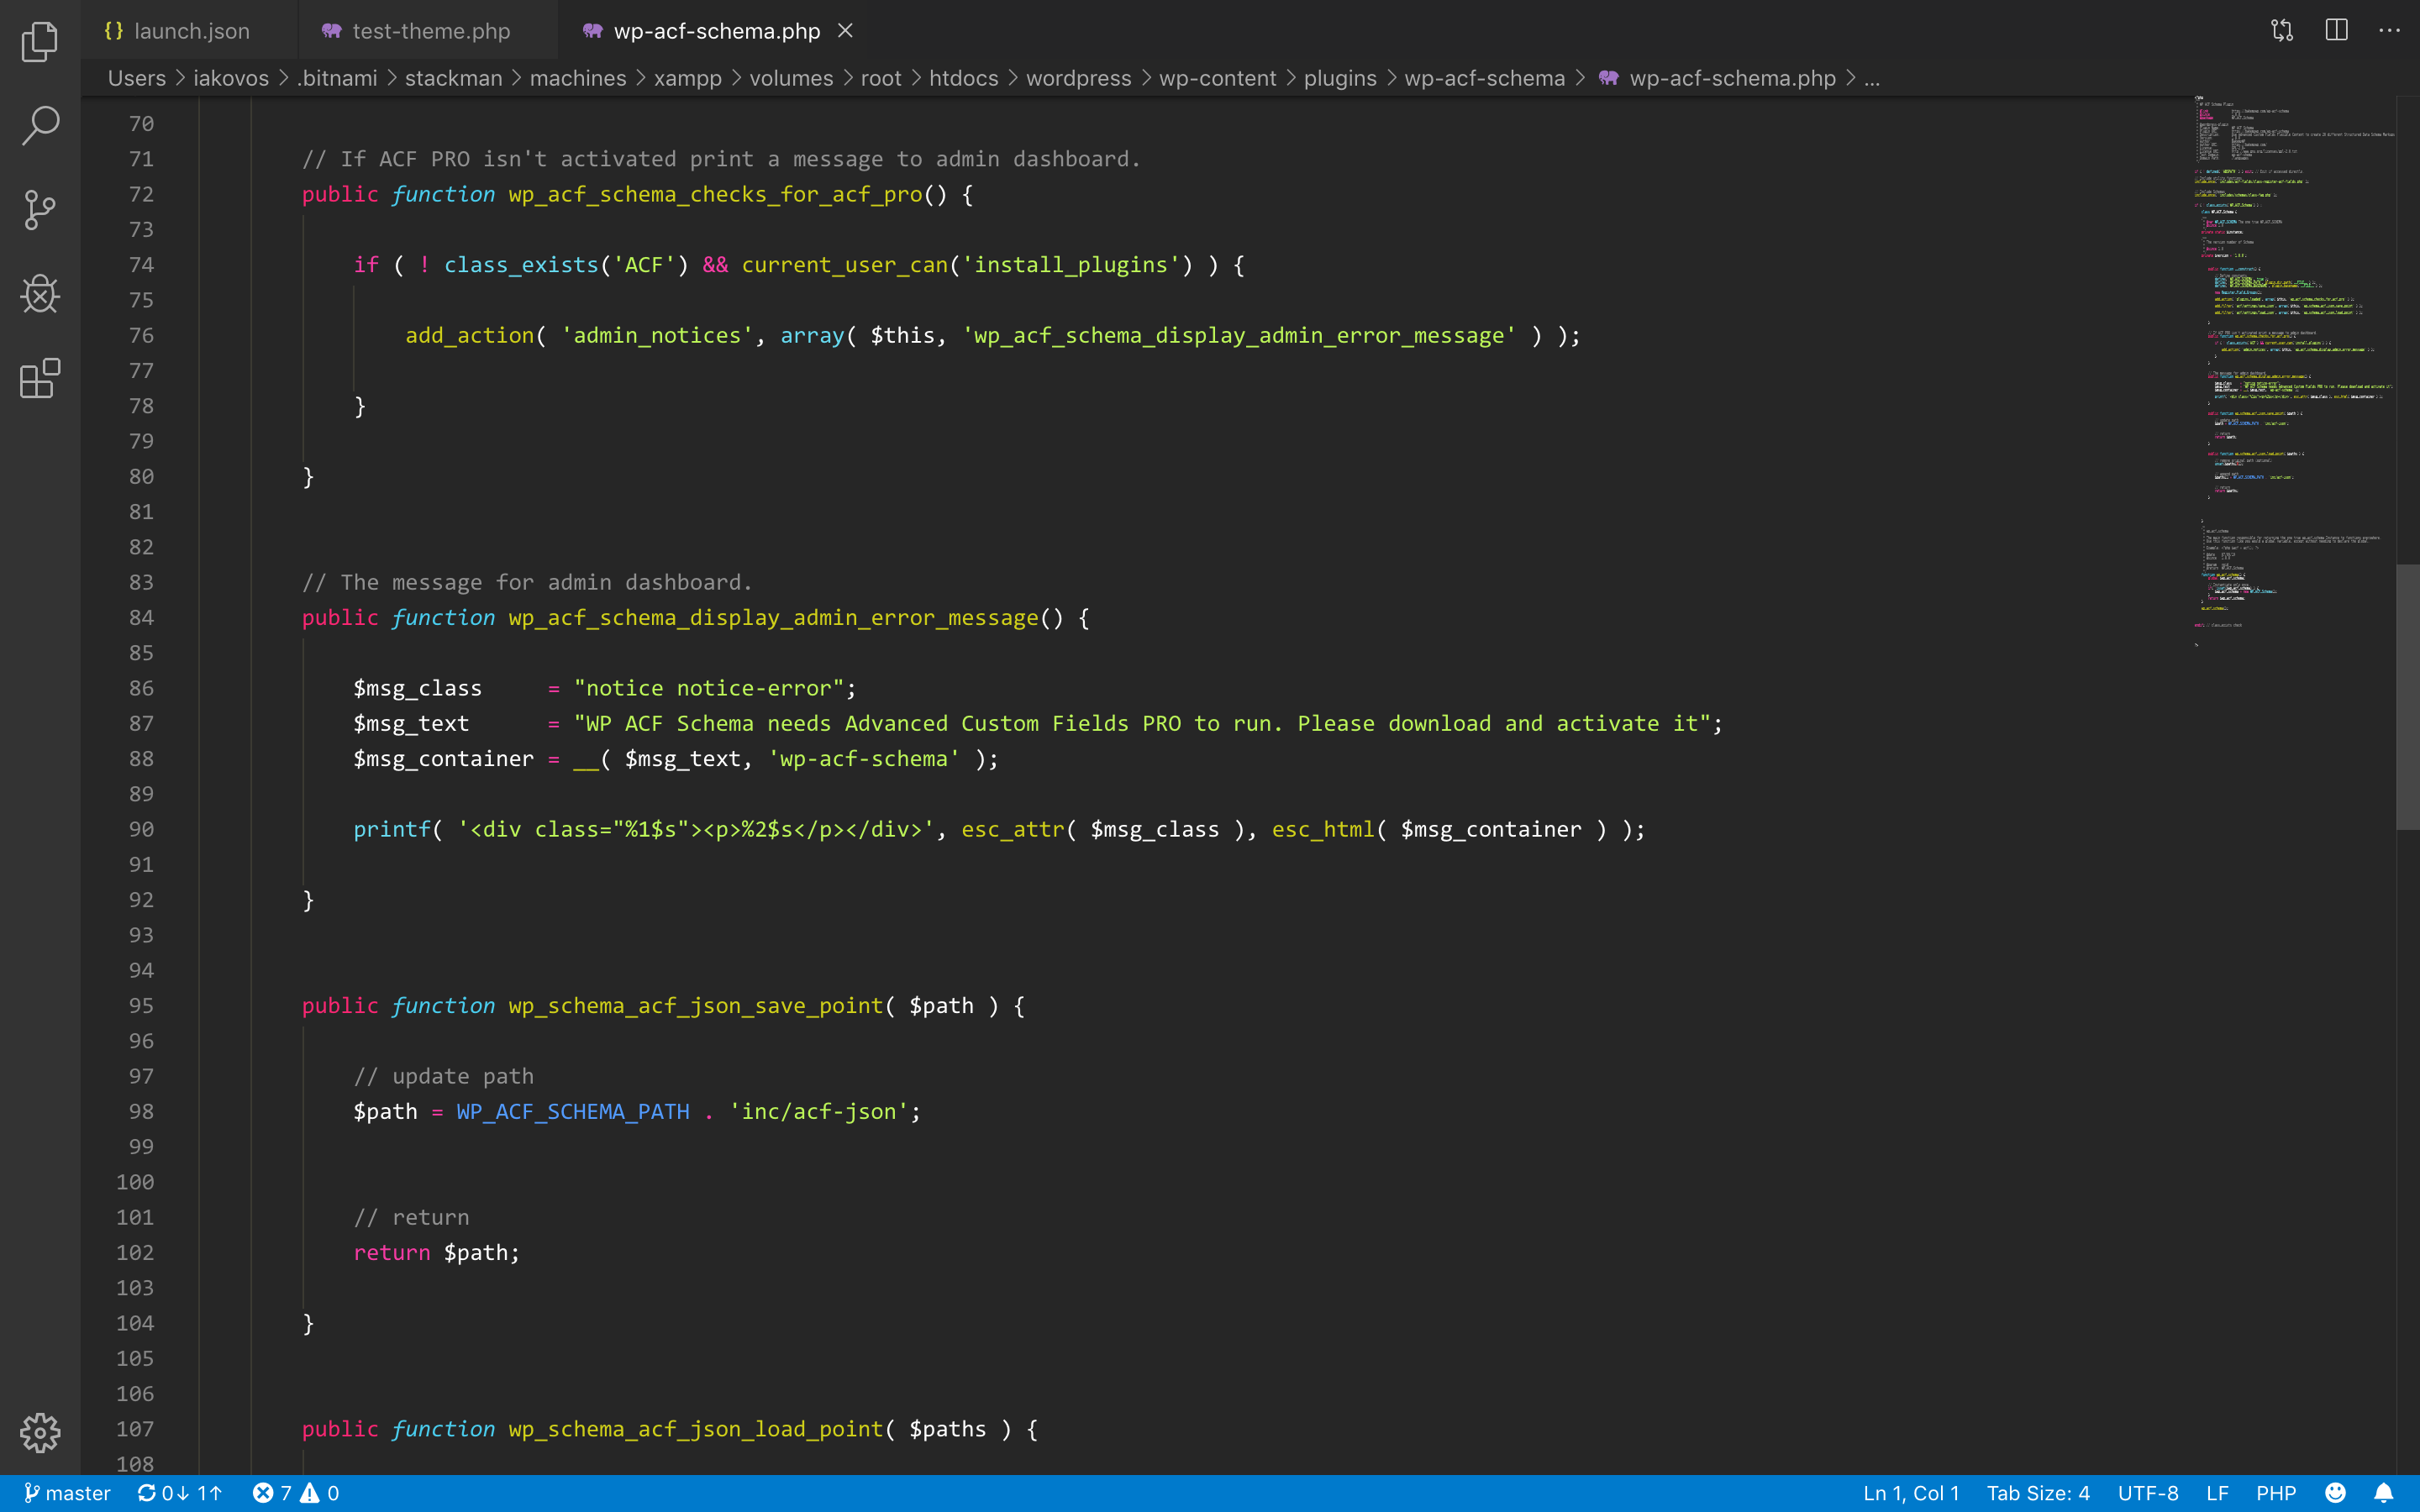 launch.json test-theme.php wp-acf-schema.php
Users > iakovos > .bitnami > stackman > machines > xampp > volumes > root > htdocs > wordpress > wp-content > plugins > wp-acf-schema > wp-acf-schema.php > ...
70
71 // If ACF PRO isn't activated print a message to admin dashboard.
72 public function wp_acf_schema_checks_for_acf_pro() {
73
74 if ( ! class_exists('ACF') && current_user_can('install_plugins') ) {
75
76 add_action( 'admin_notices', array( $this, 'wp_acf_schema_display_admin_error_message' ) );
77
78 }
79
80 }
81
82
83 // The message for admin dashboard.
84 public function wp_acf_schema_display_admin_error_message() {
85
86 $msg_class = "notice notice-error";
87 $msg_text = "WP ACF Schema needs Advanced Custom Fields PRO to run. Please download and activate it";
88 $msg_container = __( $msg_text, 'wp-acf-schema' );
89
90 printf( '<div class="%1$s"><p>%2$s</p></div>', esc_attr( $msg_class ), esc_html( $msg_container ) );
91
92 }
93
94
95 public function wp_schema_acf_json_save_point( $path ) {
96
97 // update path
98 $path = WP_ACF_SCHEMA_PATH . 'inc/acf-json';
99
100
101 // return
102 return $path;
103
104 }
105
106
107 public function wp_schema_acf_json_load_point( $paths ) {
108
master 0↓ 1↑ 7 0 Ln 1, Col 1 Tab Size: 4 UTF-8 LF PHP